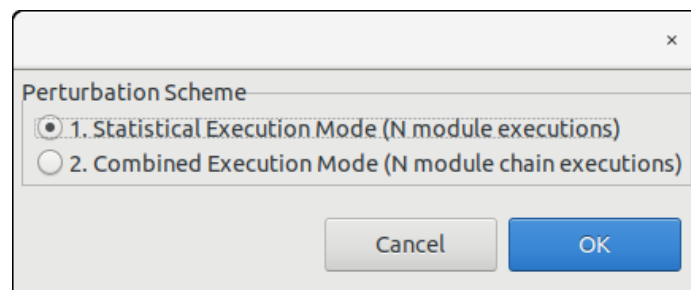 Perturbation Scheme
1. Statistical Execution Mode (N module executions)
2. Combined Execution Mode (N module chain executions)
Cancel OK